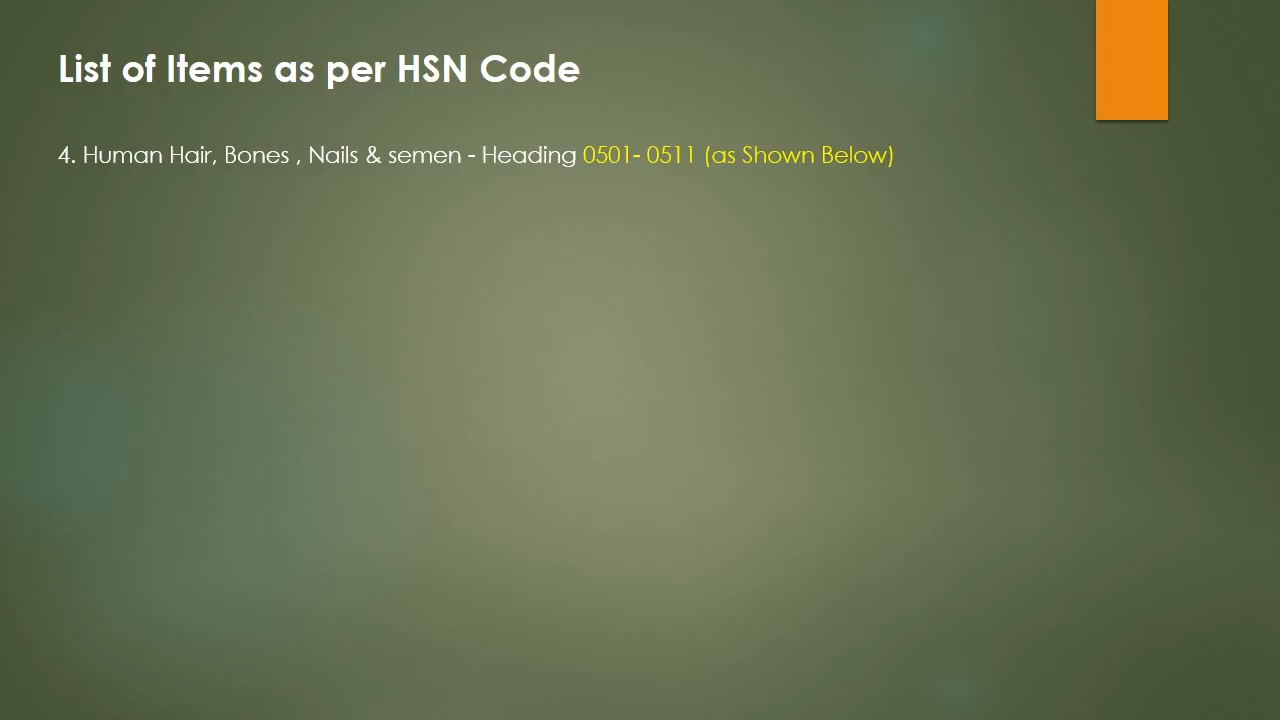 List of Items as per HSN Code
4. Human Hair, Bones , Nails & semen - Heading 0501- 0511 (as Shown Below)